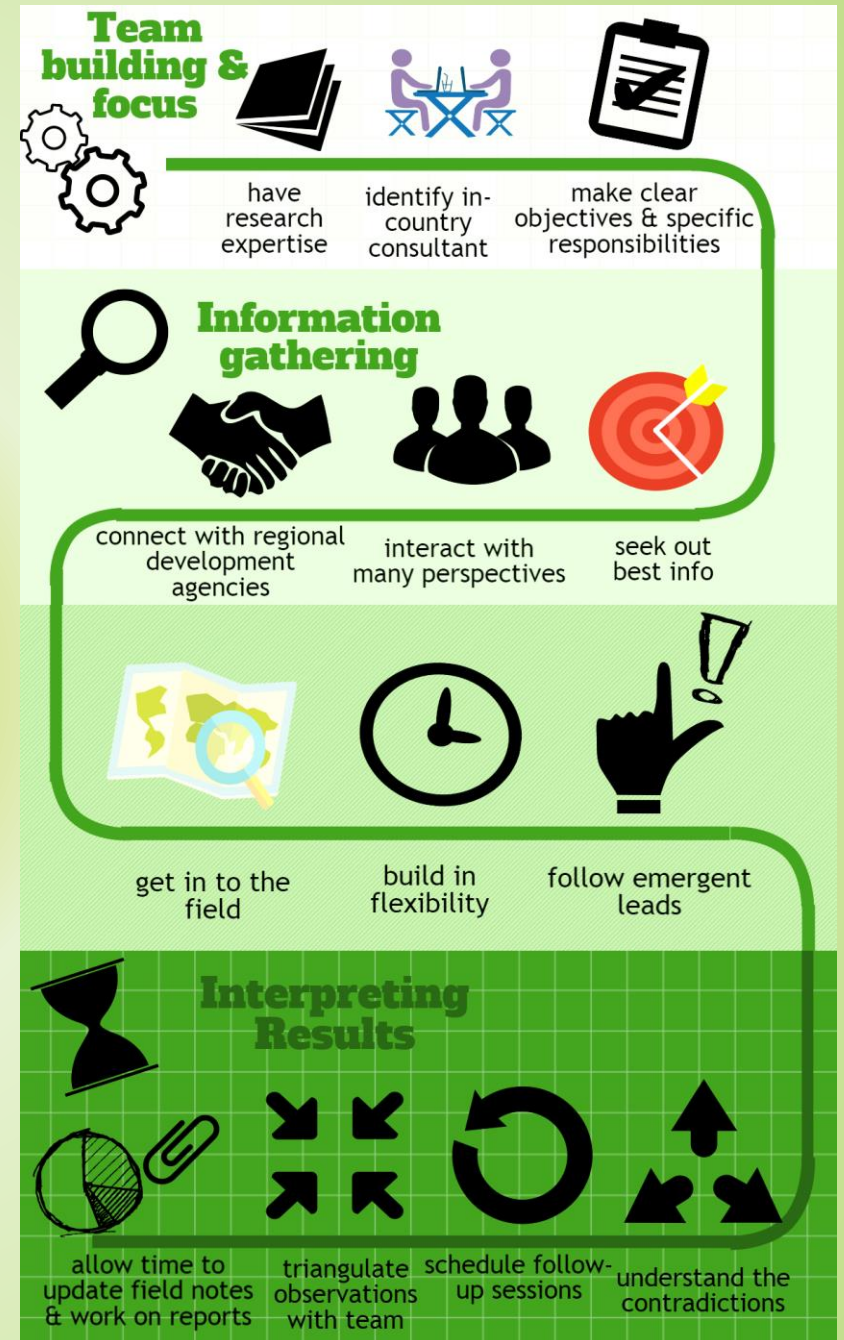 Team
building &
focus
have
research
expertise
identify in-
country
consultant
make clear
objectives & specific
responsibilities
Information
gathering
connect with regional
development
agencies
interact with
many perspectives
seek out
best info
get in to the
field
build in
flexibility
follow emergent
leads
Interpreting
Results
allow time to
update field notes
& work on reports
triangulate
observations
with team
schedule follow-
up sessions
understand the
contradictions